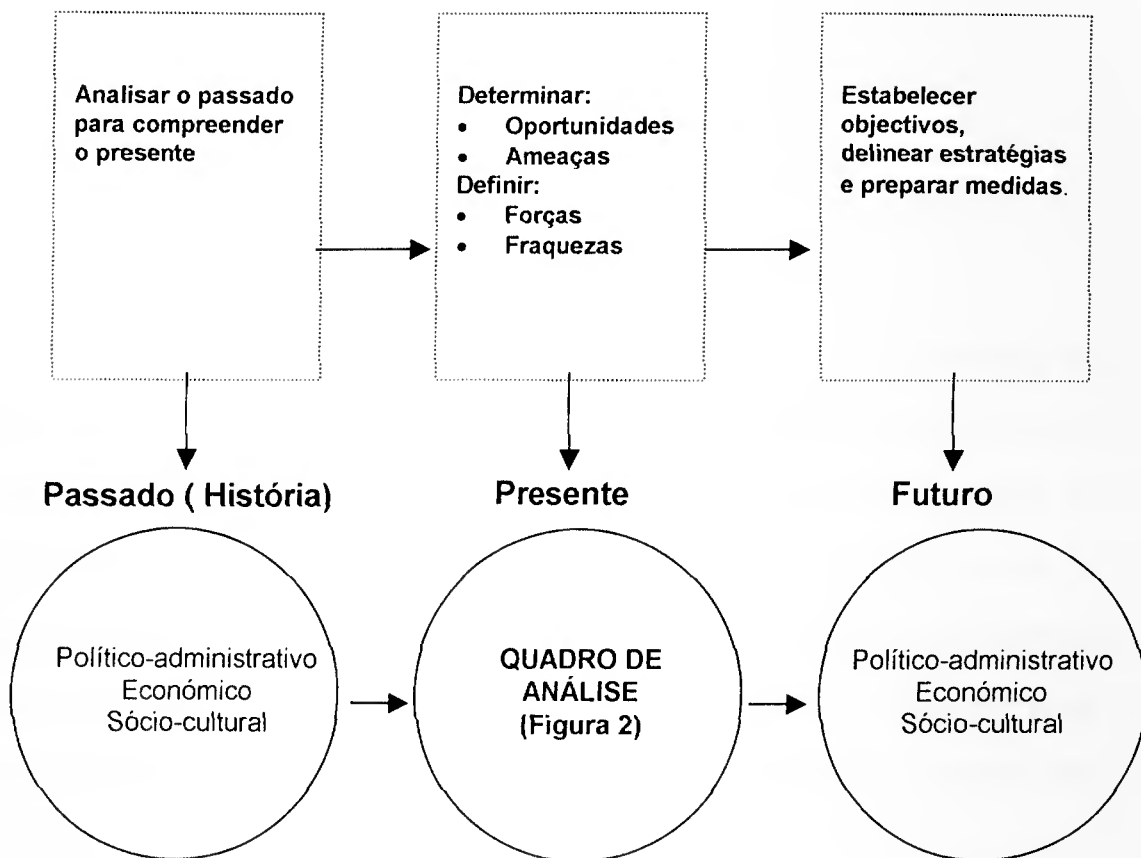 Analisar o passado
para compreender
o presente
Determinar:
• Oportunidades
• Ameaças
Definir:
• Forças
• Fraquezas
Estabelecer
objectivos,
delinear estratégias
e preparar medidas.
Passado ( História)
Presente
Futuro
Político-administrativo
Económico
Sócio-cultural
QUADRO DE
ANÁLISE
(Figura 2)
Político-administrativo
Económico
Sócio-cultural